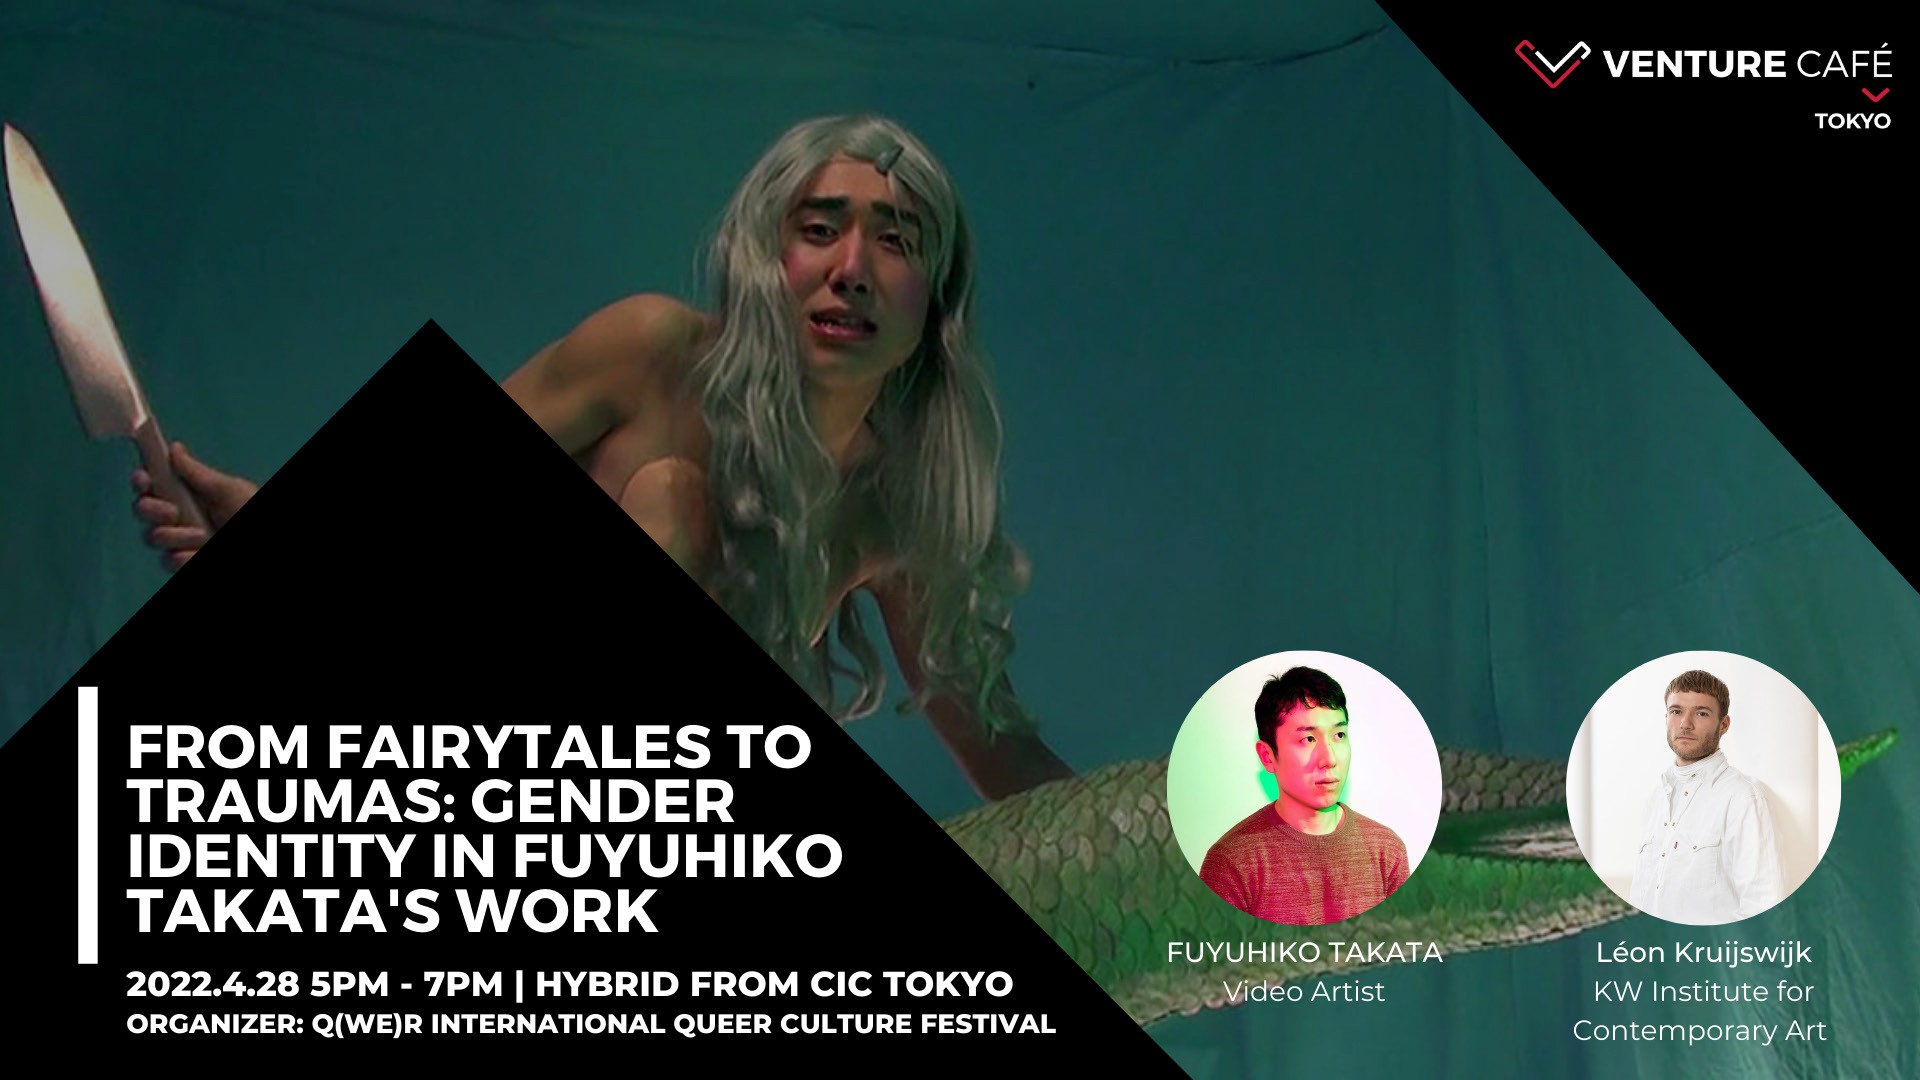 VENTURE CAFÉ
TOKYO
FROM FAIRYTALES TO
TRAUMAS: GENDER
IDENTITY IN FUYUHIKO
TAKATA'S WORK
2022.4.28 5PM - 7PM | HYBRID FROM CIC TOKYO
ORGANIZER: Q(WE)R INTERNATIONAL QUEER CULTURE FESTIVAL
FUYUHIKO TAKATA
Video Artist
Léon Kruijswijk
KW Institute for
Contemporary Art